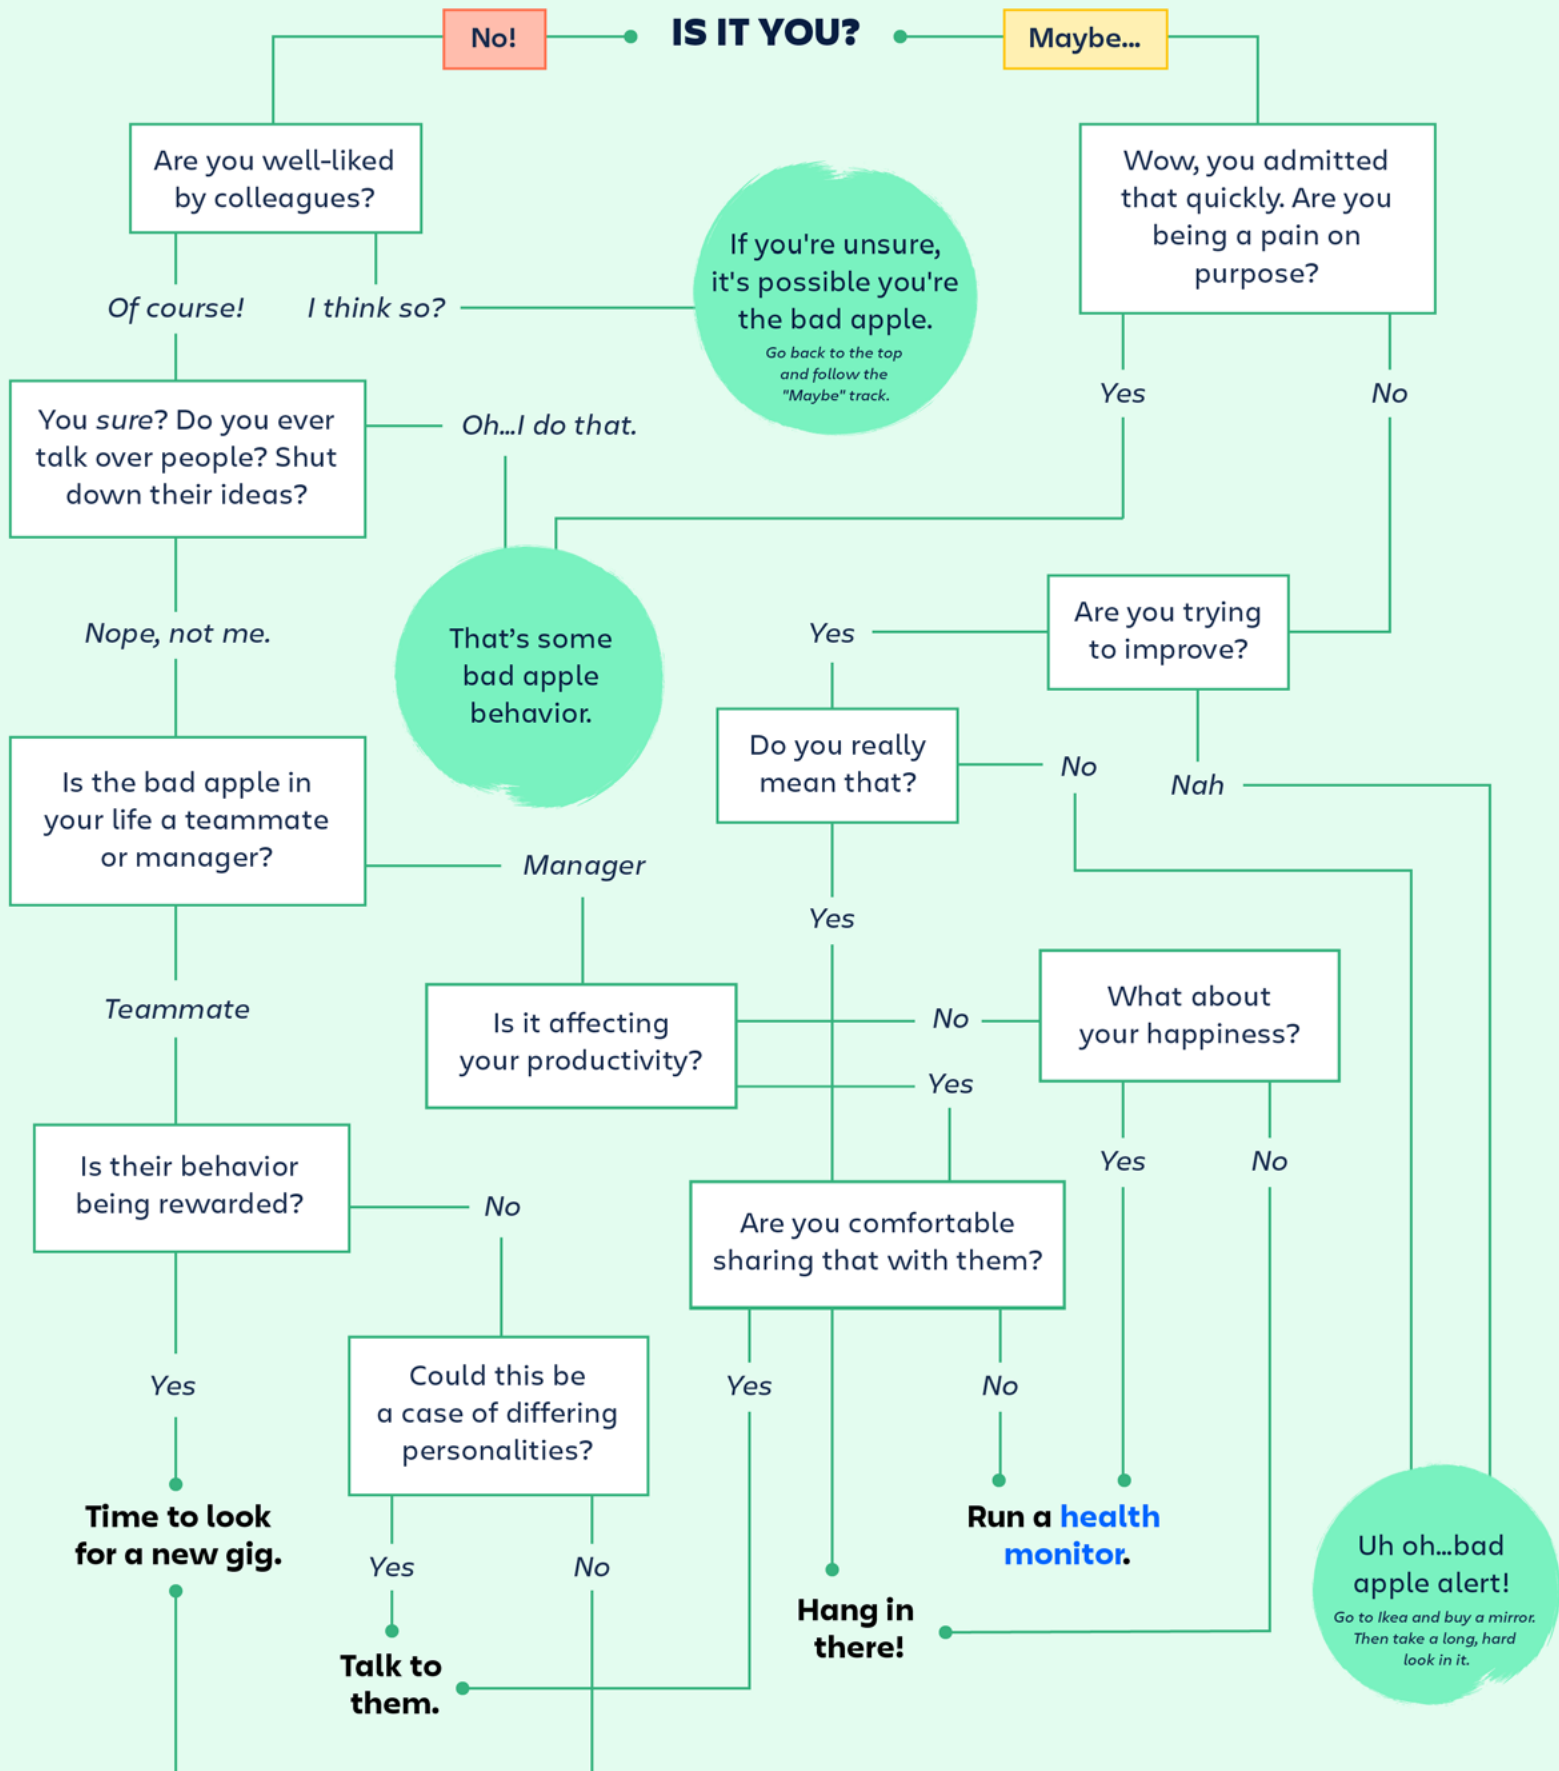 No!
IS IT YOU?
Maybe...
Are you well-liked
by colleagues?
Wow, you admitted
that quickly. Are you
being a pain on
purpose?
If you're unsure,
it's possible you're
the bad apple.
Go back to the top
and follow the
"Maybe" track.
Of course!
I think so?
Yes
No
You sure? Do you ever
talk over people? Shut
down their ideas?
Oh...I do that.
Nope, not me.
That’s some
bad apple
behavior.
Yes
Are you trying
to improve?
Do you really
mean that?
No
Nah
Is the bad apple in
your life a teammate
or manager?
Manager
Yes
Teammate
Is it affecting
your productivity?
No
What about
your happiness?
Yes
Yes
No
Is their behavior
being rewarded?
No
Are you comfortable
sharing that with them?
Yes
Could this be
a case of differing
personalities?
Yes
No
Time to look
for a new gig.
Run a health
monitor.
Yes
No
Hang in
there!
Uh oh...bad
apple alert!
Go to Ikea and buy a mirror.
Then take a long, hard
look in it.
Talk to
them.